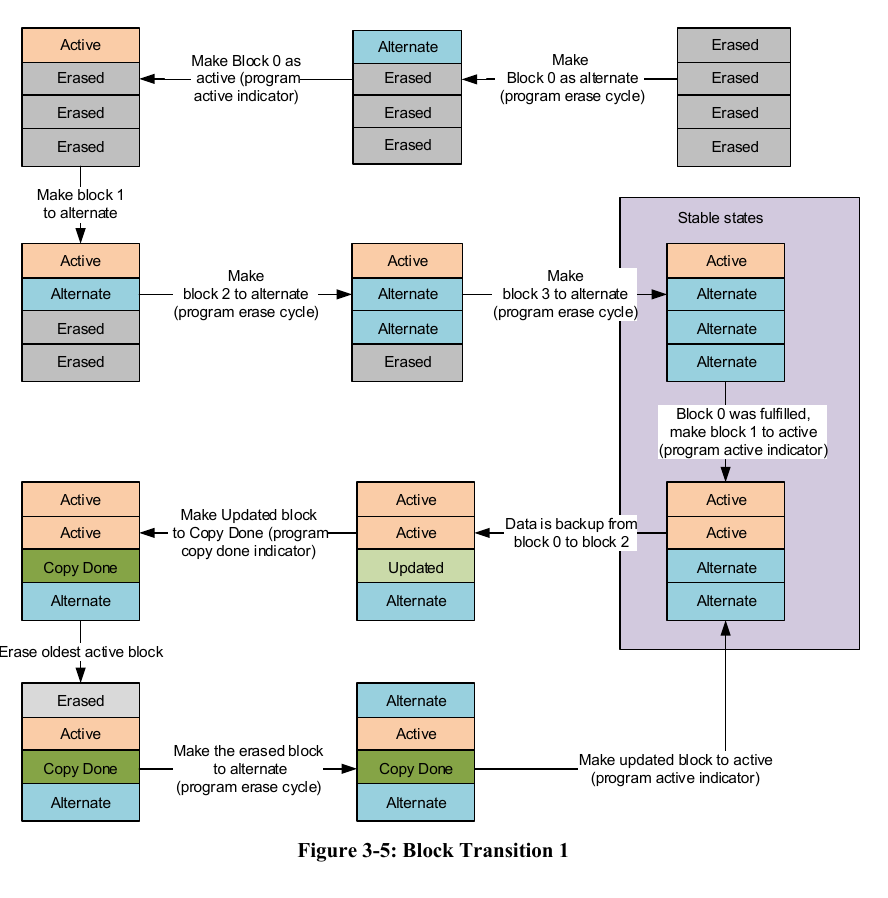 Active
Erased
Erased
Erased
Make Block 0 as
active (program
active indicator)
Alternate
Erased
Erased
Erased
Make
Block 0 as alternate
(program erase cycle)
Erased
Erased
Erased
Erased
Make block 1
to alternate
Stable states
Active
Alternate
Erased
Erased
Make
block 2 to alternate
(program erase cycle)
Active
Alternate
Alternate
Erased
Make
block 3 to alternate
(program erase cycle)
Active
Alternate
Alternate
Alternate
Block 0 was fulfilled,
make block 1 to active
(program active indicator)
Active
Active
Copy Done
Alternate
Make Updated block
to Copy Done (program
copy done indicator)
Active
Active
Updated
Alternate
Data is backup from
block 0 to block 2
Active
Active
Alternate
Alternate
Erase oldest active block
Erased
Active
Copy Done
Alternate
Make the erased block
to alternate
(program erase cycle)
Alternate
Active
Copy Done
Alternate
Make updated block to active
(program active indicator)
Figure 3-5: Block Transition 1